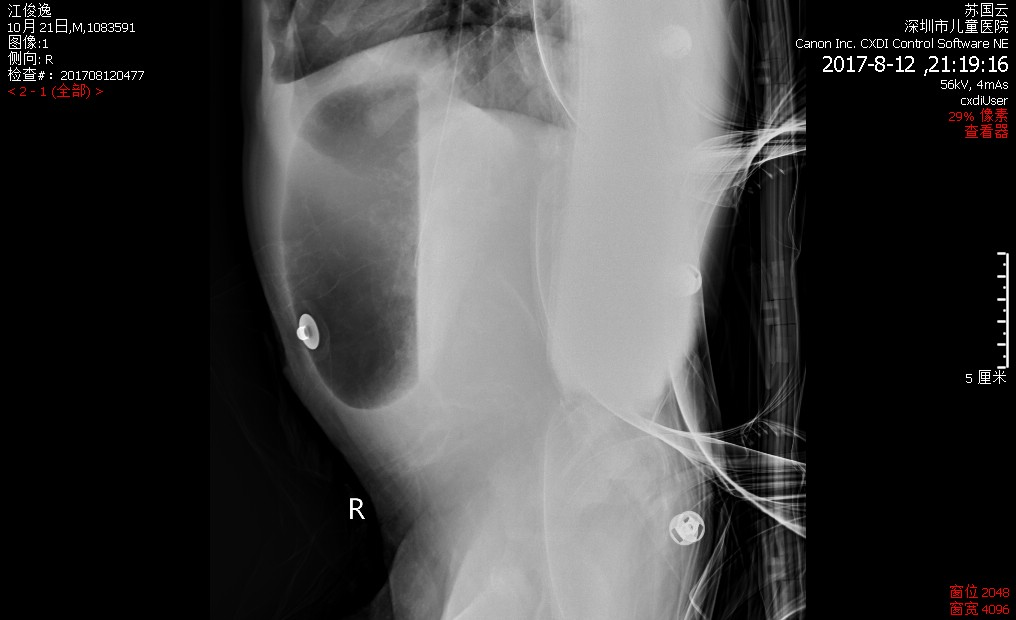 江俊逸
10月 21日,M,1083591
图像:1
侧向: R
检查#：201708120477
< 2 - 1 (全部) >
苏国云
深圳市儿童医院
Canon Inc. CXDI Control Software NE
2017-8-12 ,21:19:16
56kV, 4mAs
cxdiUser
29% 像素
查看器
5 厘米
R
窗位 2048
窗宽 4096